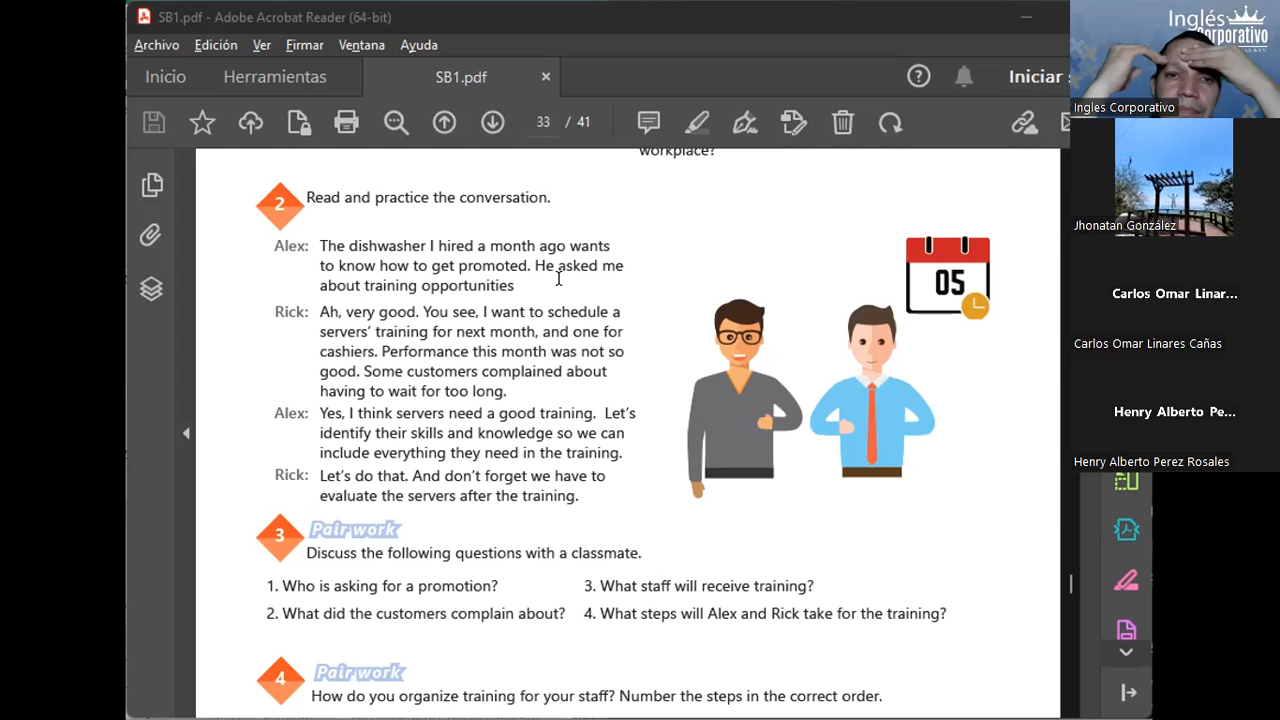 SB1.pdf - Adobe Acrobat Reader (64-bit)
Archivo Edición Ver Firmar Ventana Ayuda
Inicio Herramientas SB1.pdf × Iniciar s
33 / 41
workplace?
2 Read and practice the conversation.
Alex: The dishwasher I hired a month ago wants
to know how to get promoted. He asked me
about training opportunities
Rick: Ah, very good. You see, I want to schedule a
servers' training for next month, and one for
cashiers. Performance this month was not so
good. Some customers complained about
having to wait for too long.
Alex: Yes, I think servers need a good training. Let's
identify their skills and knowledge so we can
include everything they need in the training.
Rick: Let's do that. And don't forget we have to
evaluate the servers after the training.
05
3 Pair work
Discuss the following questions with a classmate.
1. Who is asking for a promotion? 3. What staff will receive training?
2. What did the customers complain about? 4. What steps will Alex and Rick take for the training?
4 Pair work
How do you organize training for your staff? Number the steps in the correct order.
Inglés
Corporativo
Ingles Corporativo
Jhonatan González
Carlos Omar Linar...
Carlos Omar Linares Cañas
Henry Alberto Pe...
Henry Alberto Perez Rosales